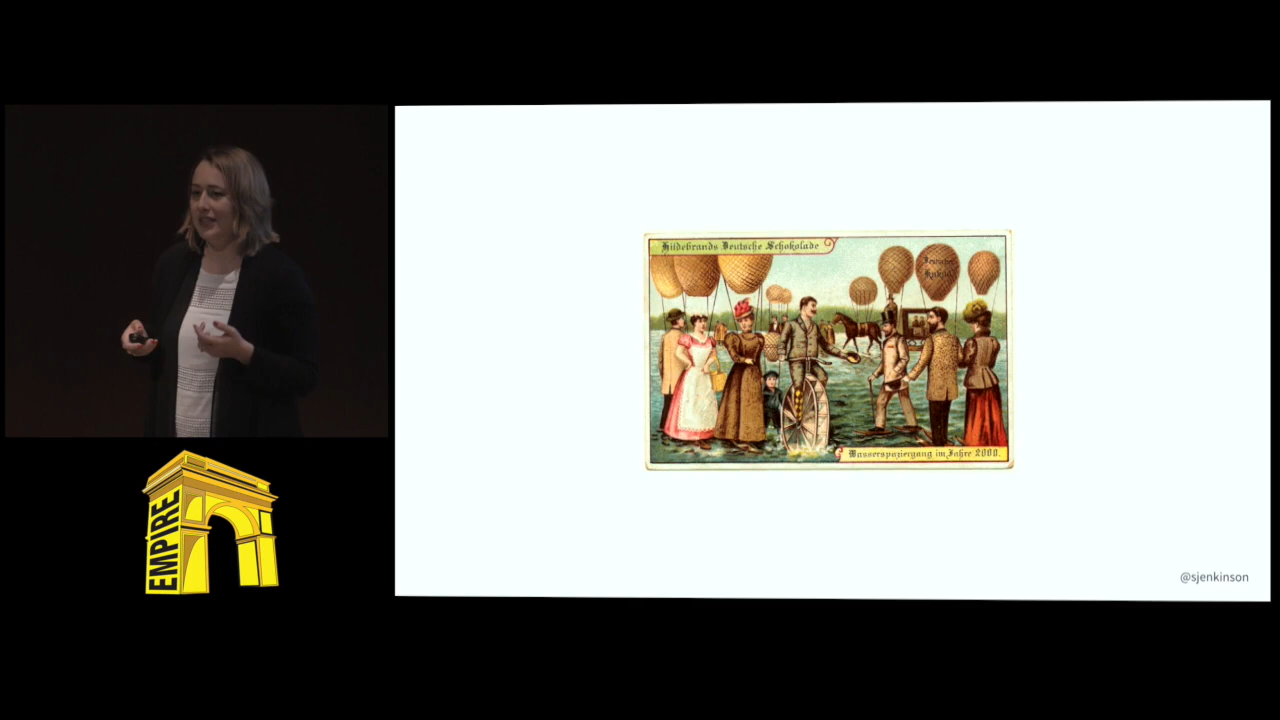 Hildebrands Deutsche Schokolade
Wasserspaziergang im Jahre 2000.
EMPIRE
@sjenkinson